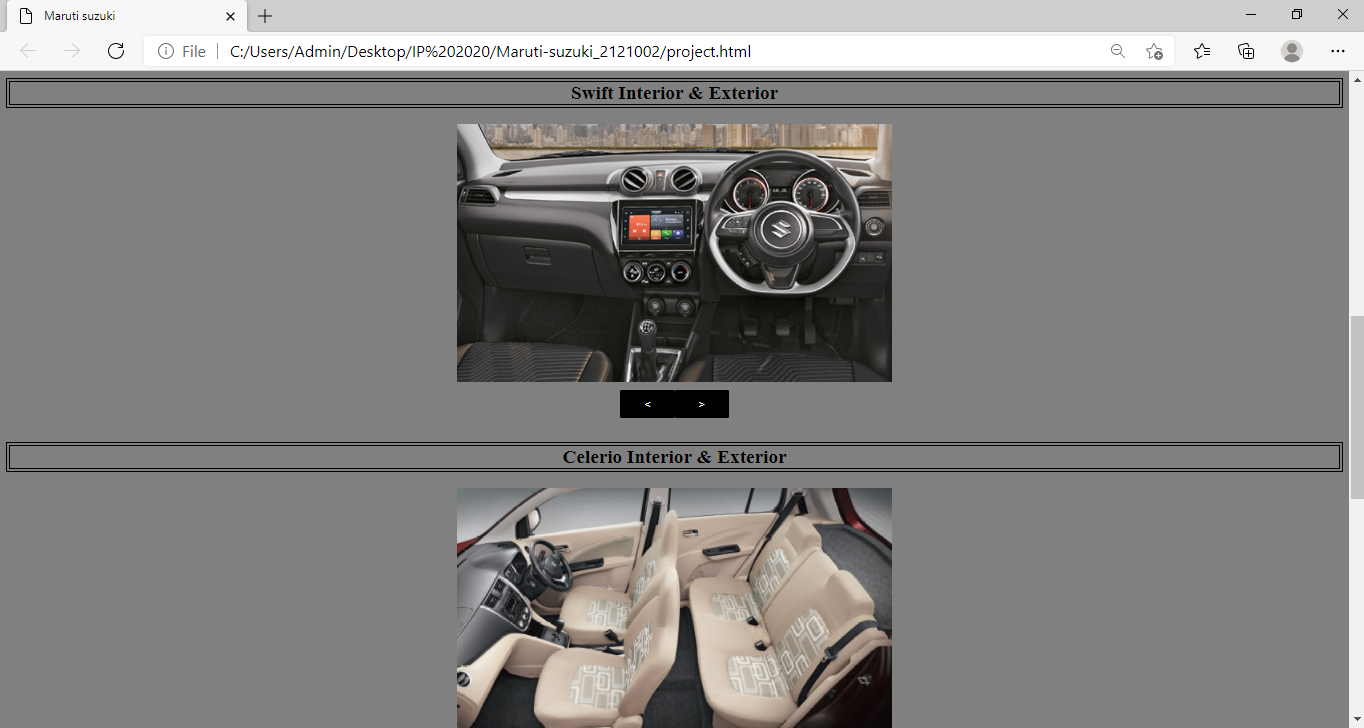 Maruti suzuki
File
C:/Users/Admin/Desktop/IP%202020/Maruti-suzuki_2121002/project.html
Swift Interior & Exterior
< >
Celerio Interior & Exterior